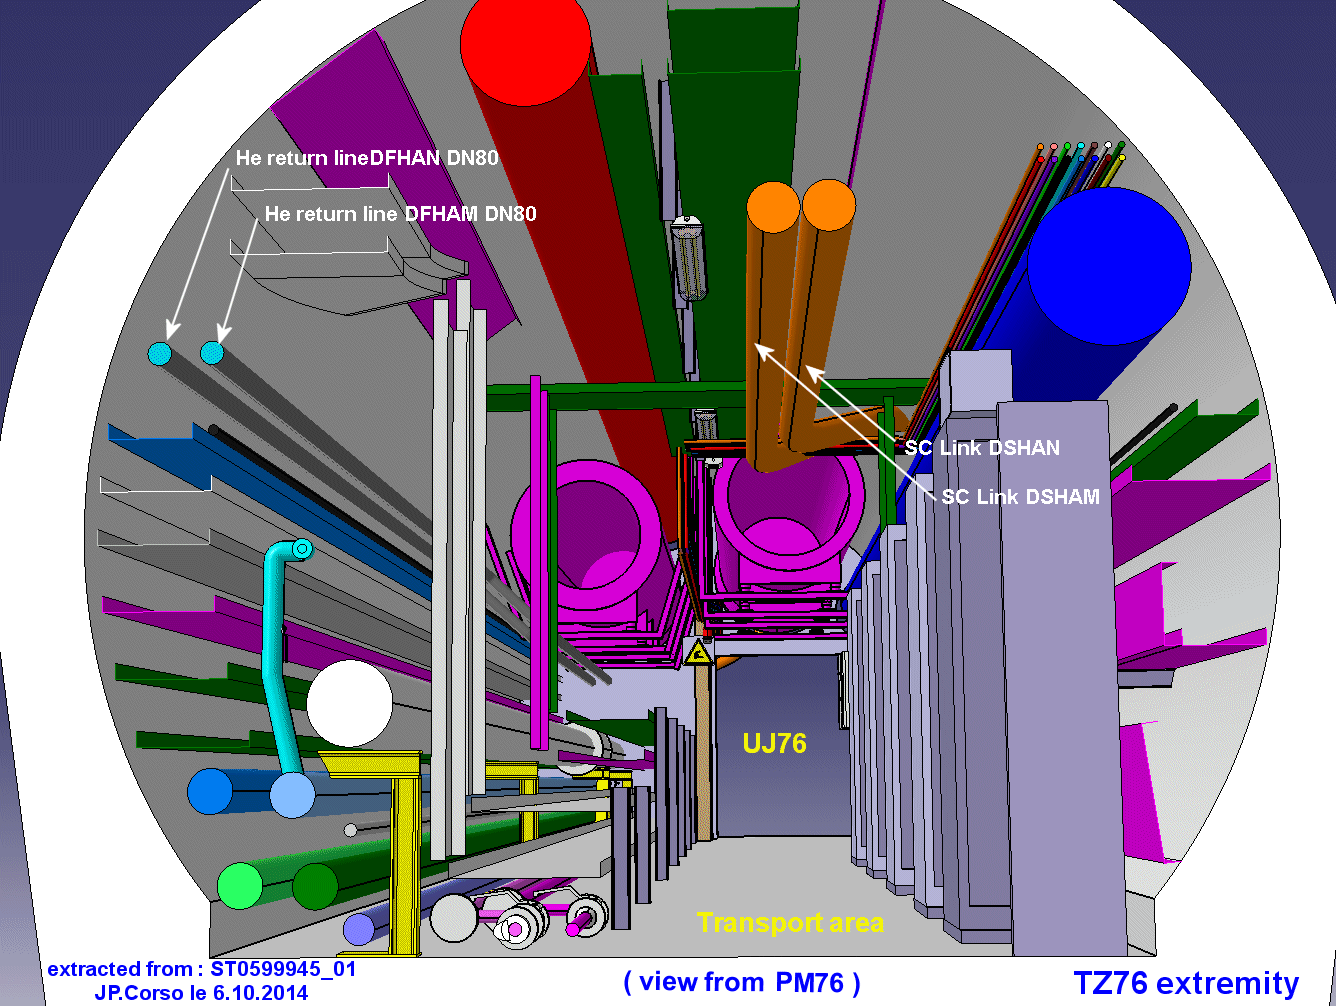 He return lineDFHAN DN80
He return line DFHAM DN80
SC Link DSHAN
SC Link DSHAM
UJ76
Transport area
extracted from : ST0599945_01
JP.Corso le 6.10.2014
( view from PM76 )
TZ76 extremity